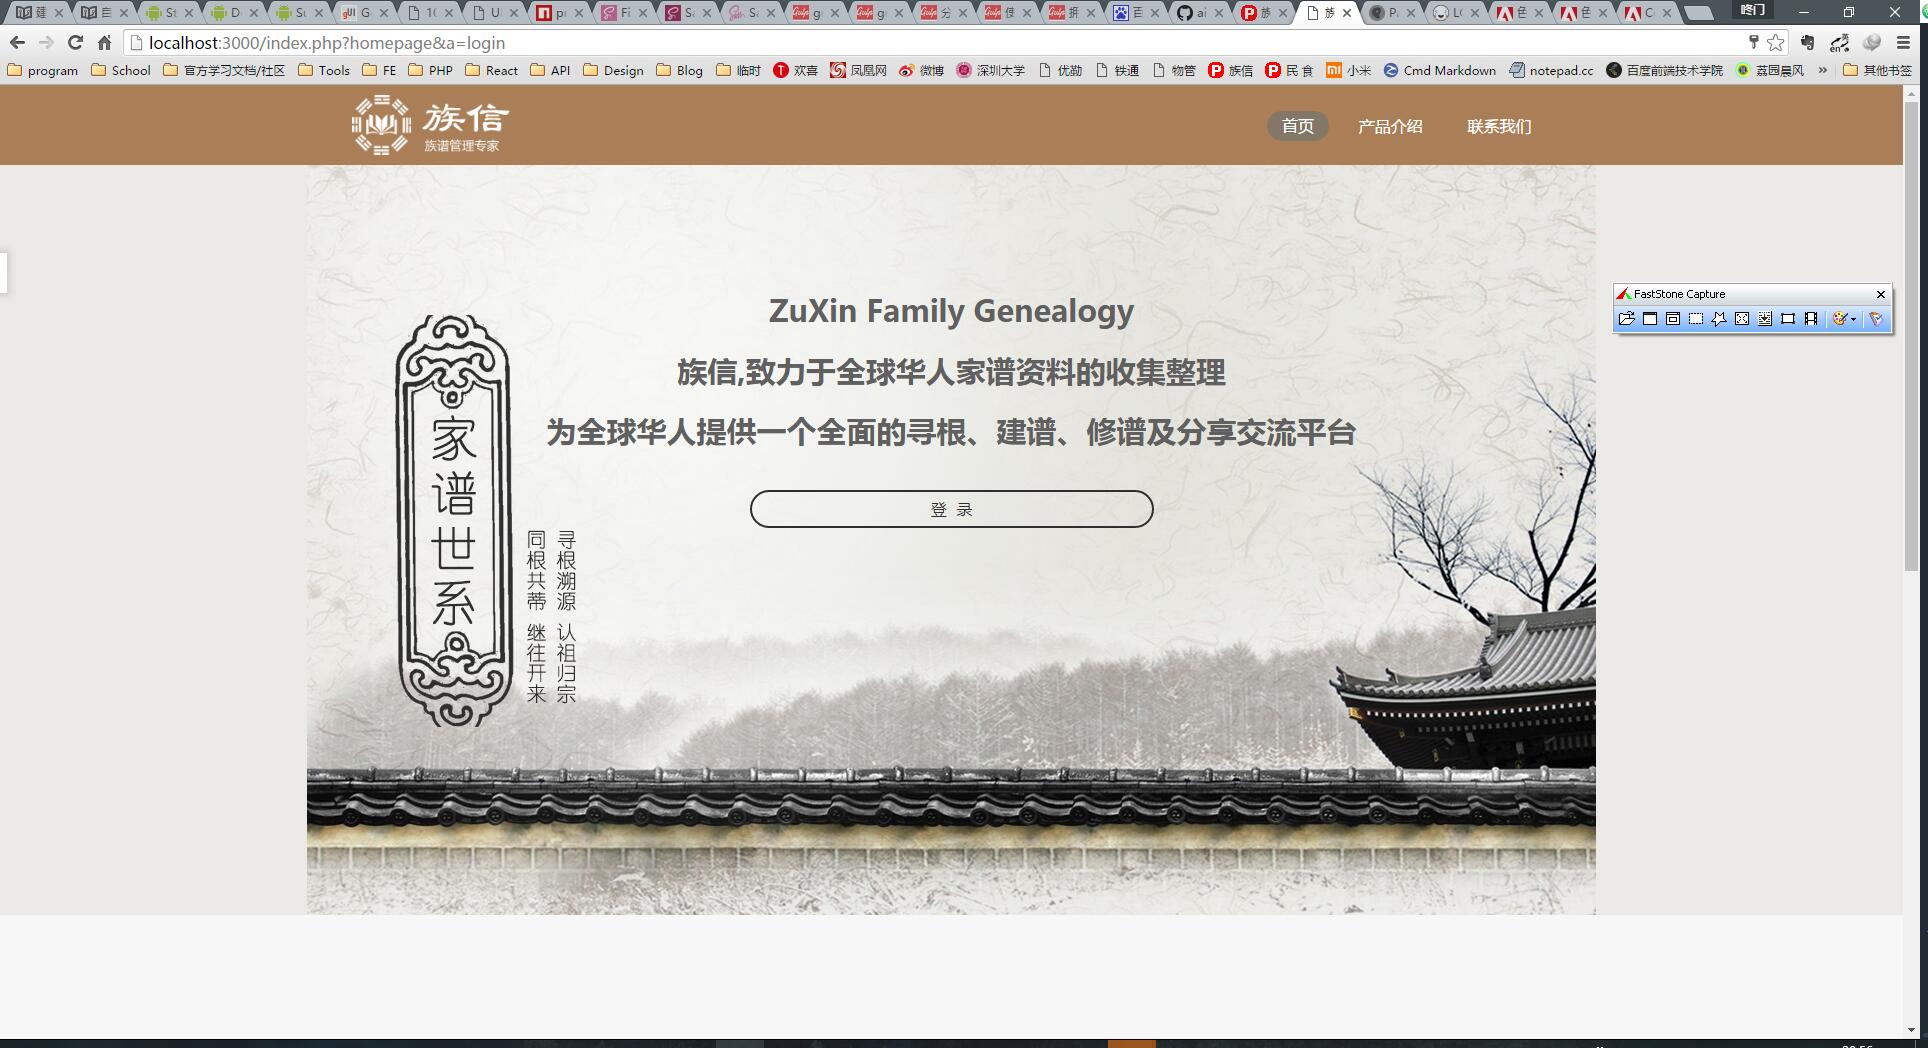 咚门
localhost:3000/index.php?homepage&a=login
program School 官方学习文档/社区 Tools FE PHP React API Design Blog 临时 欢喜 凤凰网 微博 深圳大学 优勋 铁通 物管 族信 民 食 小米 Cmd Markdown notepad.cc 百度前端技术学院 荔园晨风 » 其他书签
族信
族谱管理专家
首页 产品介绍 联系我们
FastStone Capture
ZuXin Family Genealogy
族信,致力于全球华人家谱资料的收集整理
为全球华人提供一个全面的寻根、建谱、修谱及分享交流平台
登 录
家谱世系
寻根溯源 认祖归宗
同根共蒂 继往开来